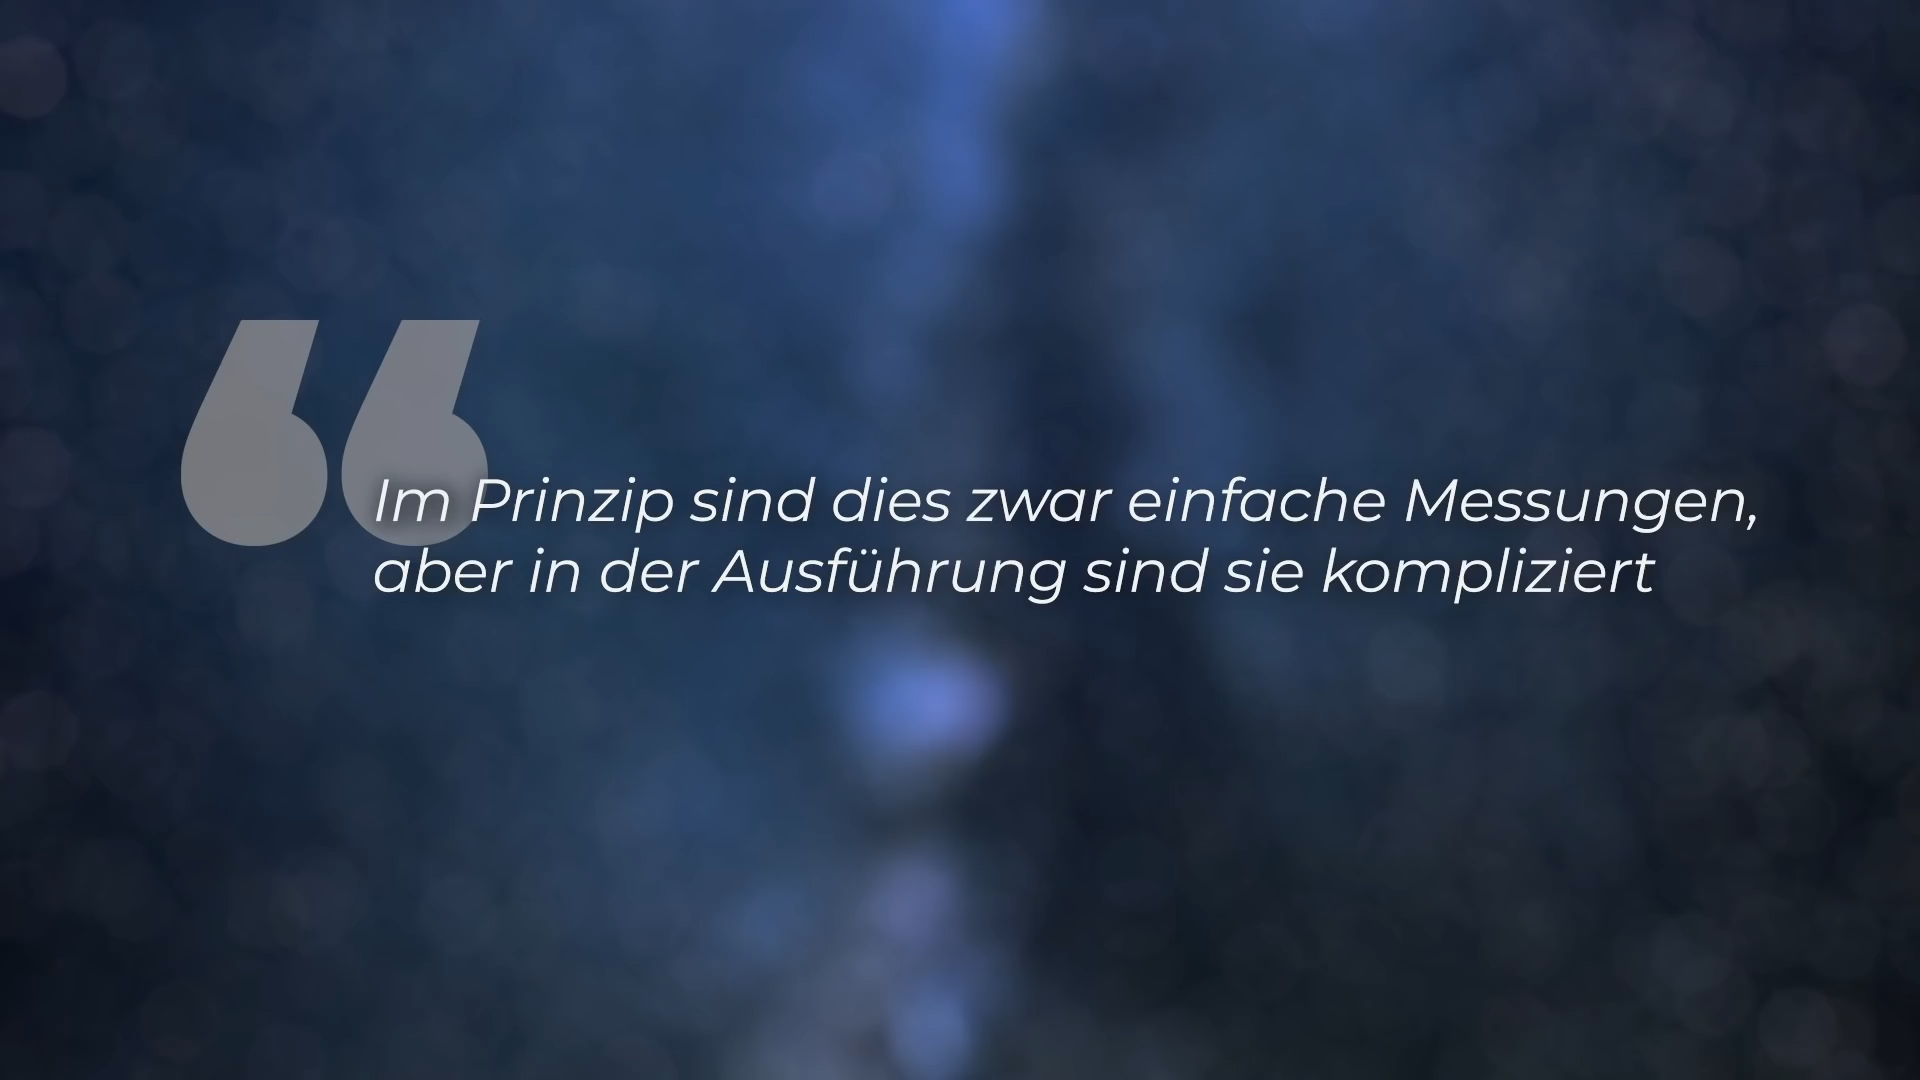 Im Prinzip sind dies zwar einfache Messungen,
aber in der Ausführung sind sie kompliziert